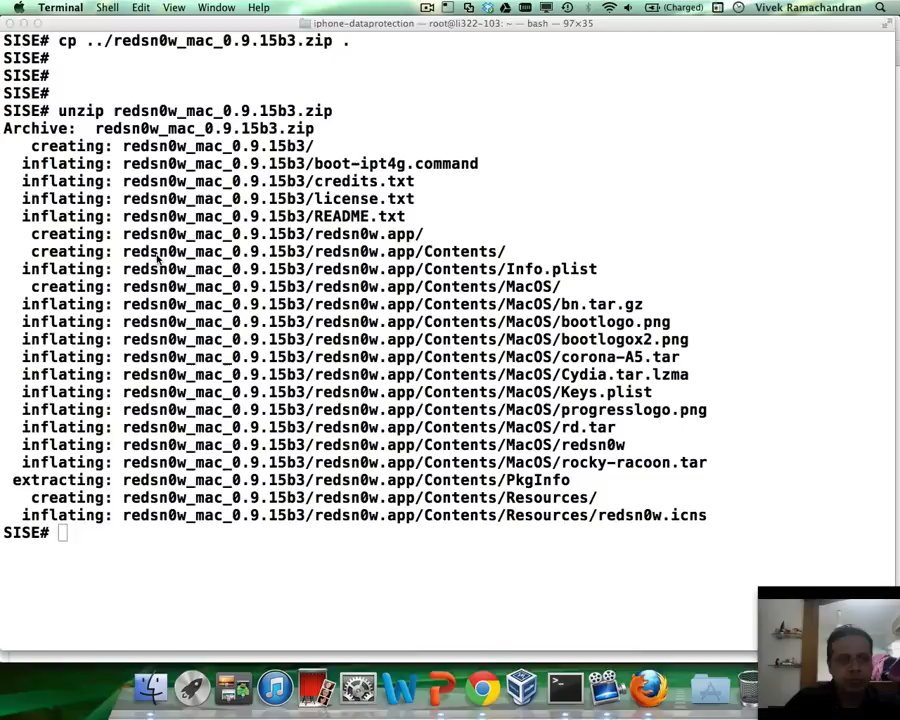 Terminal Shell Edit View Window Help (Charged) Vivek Ramachandran
iphone-dataprotection — root@li322-103: ~ — bash — 97×35
SISE# cp ../redsn0w_mac_0.9.15b3.zip .
SISE#
SISE#
SISE#
SISE# unzip redsn0w_mac_0.9.15b3.zip
Archive:  redsn0w_mac_0.9.15b3.zip
   creating: redsn0w_mac_0.9.15b3/
  inflating: redsn0w_mac_0.9.15b3/boot-ipt4g.command
  inflating: redsn0w_mac_0.9.15b3/credits.txt
  inflating: redsn0w_mac_0.9.15b3/license.txt
  inflating: redsn0w_mac_0.9.15b3/README.txt
   creating: redsn0w_mac_0.9.15b3/redsn0w.app/
   creating: redsn0w_mac_0.9.15b3/redsn0w.app/Contents/
  inflating: redsn0w_mac_0.9.15b3/redsn0w.app/Contents/Info.plist
   creating: redsn0w_mac_0.9.15b3/redsn0w.app/Contents/MacOS/
  inflating: redsn0w_mac_0.9.15b3/redsn0w.app/Contents/MacOS/bn.tar.gz
  inflating: redsn0w_mac_0.9.15b3/redsn0w.app/Contents/MacOS/bootlogo.png
  inflating: redsn0w_mac_0.9.15b3/redsn0w.app/Contents/MacOS/bootlogox2.png
  inflating: redsn0w_mac_0.9.15b3/redsn0w.app/Contents/MacOS/corona-A5.tar
  inflating: redsn0w_mac_0.9.15b3/redsn0w.app/Contents/MacOS/Cydia.tar.lzma
  inflating: redsn0w_mac_0.9.15b3/redsn0w.app/Contents/MacOS/Keys.plist
  inflating: redsn0w_mac_0.9.15b3/redsn0w.app/Contents/MacOS/progresslogo.png
  inflating: redsn0w_mac_0.9.15b3/redsn0w.app/Contents/MacOS/rd.tar
  inflating: redsn0w_mac_0.9.15b3/redsn0w.app/Contents/MacOS/redsn0w
  inflating: redsn0w_mac_0.9.15b3/redsn0w.app/Contents/MacOS/rocky-racoon.tar
 extracting: redsn0w_mac_0.9.15b3/redsn0w.app/Contents/PkgInfo
   creating: redsn0w_mac_0.9.15b3/redsn0w.app/Contents/Resources/
  inflating: redsn0w_mac_0.9.15b3/redsn0w.app/Contents/Resources/redsn0w.icns
SISE#